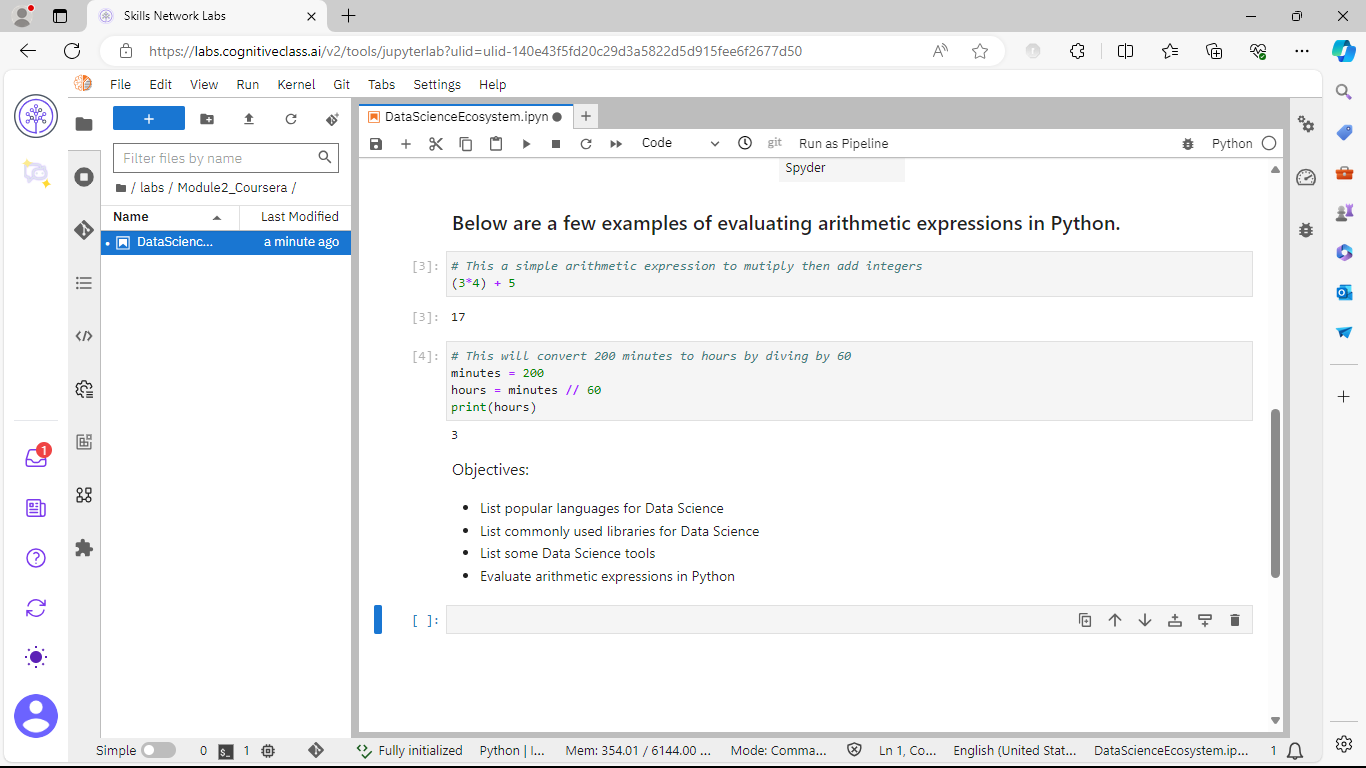 Skills Network Labs
https://labs.cognitiveclass.ai/v2/tools/jupyterlab?ulid=ulid-140e43f5fd20c29d3a5822d5d915fee6f2677d50
File Edit View Run Kernel Git Tabs Settings Help
DataScienceEcosystem.ipyn
Filter files by name
/ labs / Module2_Coursera /
Name Last Modified
DataScienc... a minute ago
Code
git
Run as Pipeline
Python
Spyder
Below are a few examples of evaluating arithmetic expressions in Python.
[3]: # This a simple arithmetic expression to mutiply then add integers
(3*4) + 5
[3]: 17
[4]: # This will convert 200 minutes to hours by diving by 60
minutes = 200
hours = minutes // 60
print(hours)
3
Objectives:
• List popular languages for Data Science
• List commonly used libraries for Data Science
• List some Data Science tools
• Evaluate arithmetic expressions in Python
[ ]:
1
Simple 0 1 Fully initialized Python | I... Mem: 354.01 / 6144.00 ... Mode: Comma... Ln 1, Co... English (United Stat... DataScienceEcosystem.ip... 1